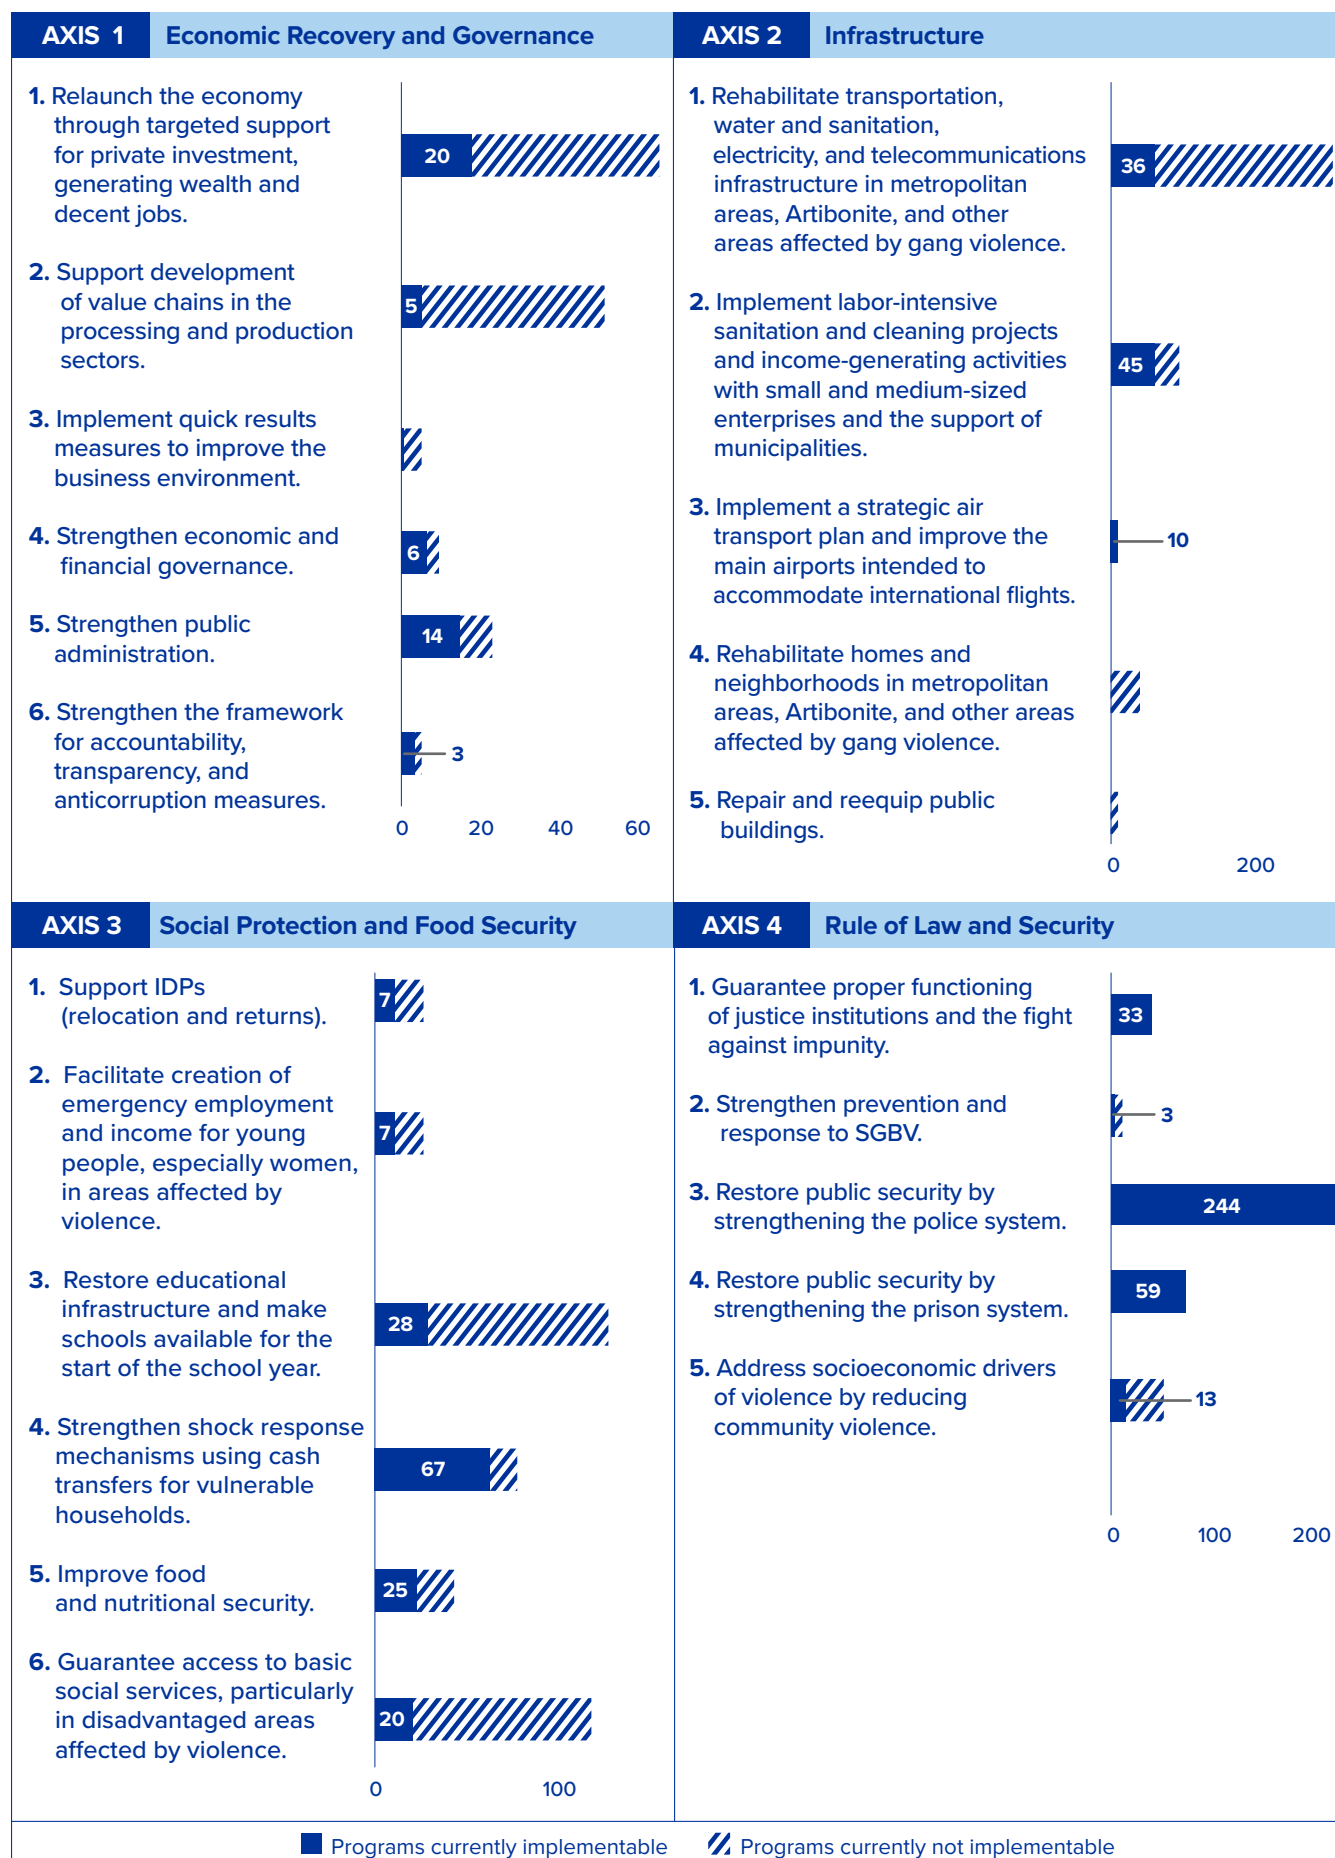 AXIS 1 Economic Recovery and Governance
1. Relaunch the economy
through targeted support
for private investment,
generating wealth and
decent jobs.
20
2. Support development
of value chains in the
processing and production
sectors.
5
3. Implement quick results
measures to improve the
business environment.
4. Strengthen economic and
financial governance.
6
5. Strengthen public
administration.
14
6. Strengthen the framework
for accountability,
transparency, and
anticorruption measures.
3
0 20 40 60
AXIS 2 Infrastructure
1. Rehabilitate transportation,
water and sanitation,
electricity, and telecommunications
infrastructure in metropolitan
areas, Artibonite, and other
areas affected by gang violence.
36
2. Implement labor-intensive
sanitation and cleaning projects
and income-generating activities
with small and medium-sized
enterprises and the support of
municipalities.
45
3. Implement a strategic air
transport plan and improve the
main airports intended to
accommodate international flights.
10
4. Rehabilitate homes and
neighborhoods in metropolitan
areas, Artibonite, and other areas
affected by gang violence.
5. Repair and reequip public
buildings.
0 200
AXIS 3 Social Protection and Food Security
1. Support IDPs
(relocation and returns).
7
2. Facilitate creation of
emergency employment
and income for young
people, especially women,
in areas affected by
violence.
7
3. Restore educational
infrastructure and make
schools available for the
start of the school year.
28
4. Strengthen shock response
mechanisms using cash
transfers for vulnerable
households.
67
5. Improve food
and nutritional security.
25
6. Guarantee access to basic
social services, particularly
in disadvantaged areas
affected by violence.
20
0 100
AXIS 4 Rule of Law and Security
1. Guarantee proper functioning
of justice institutions and the fight
against impunity.
33
2. Strengthen prevention and
response to SGBV.
3
3. Restore public security by
strengthening the police system.
244
4. Restore public security by
strengthening the prison system.
59
5. Address socioeconomic drivers
of violence by reducing
community violence.
13
0 100 200
Programs currently implementable Programs currently not implementable